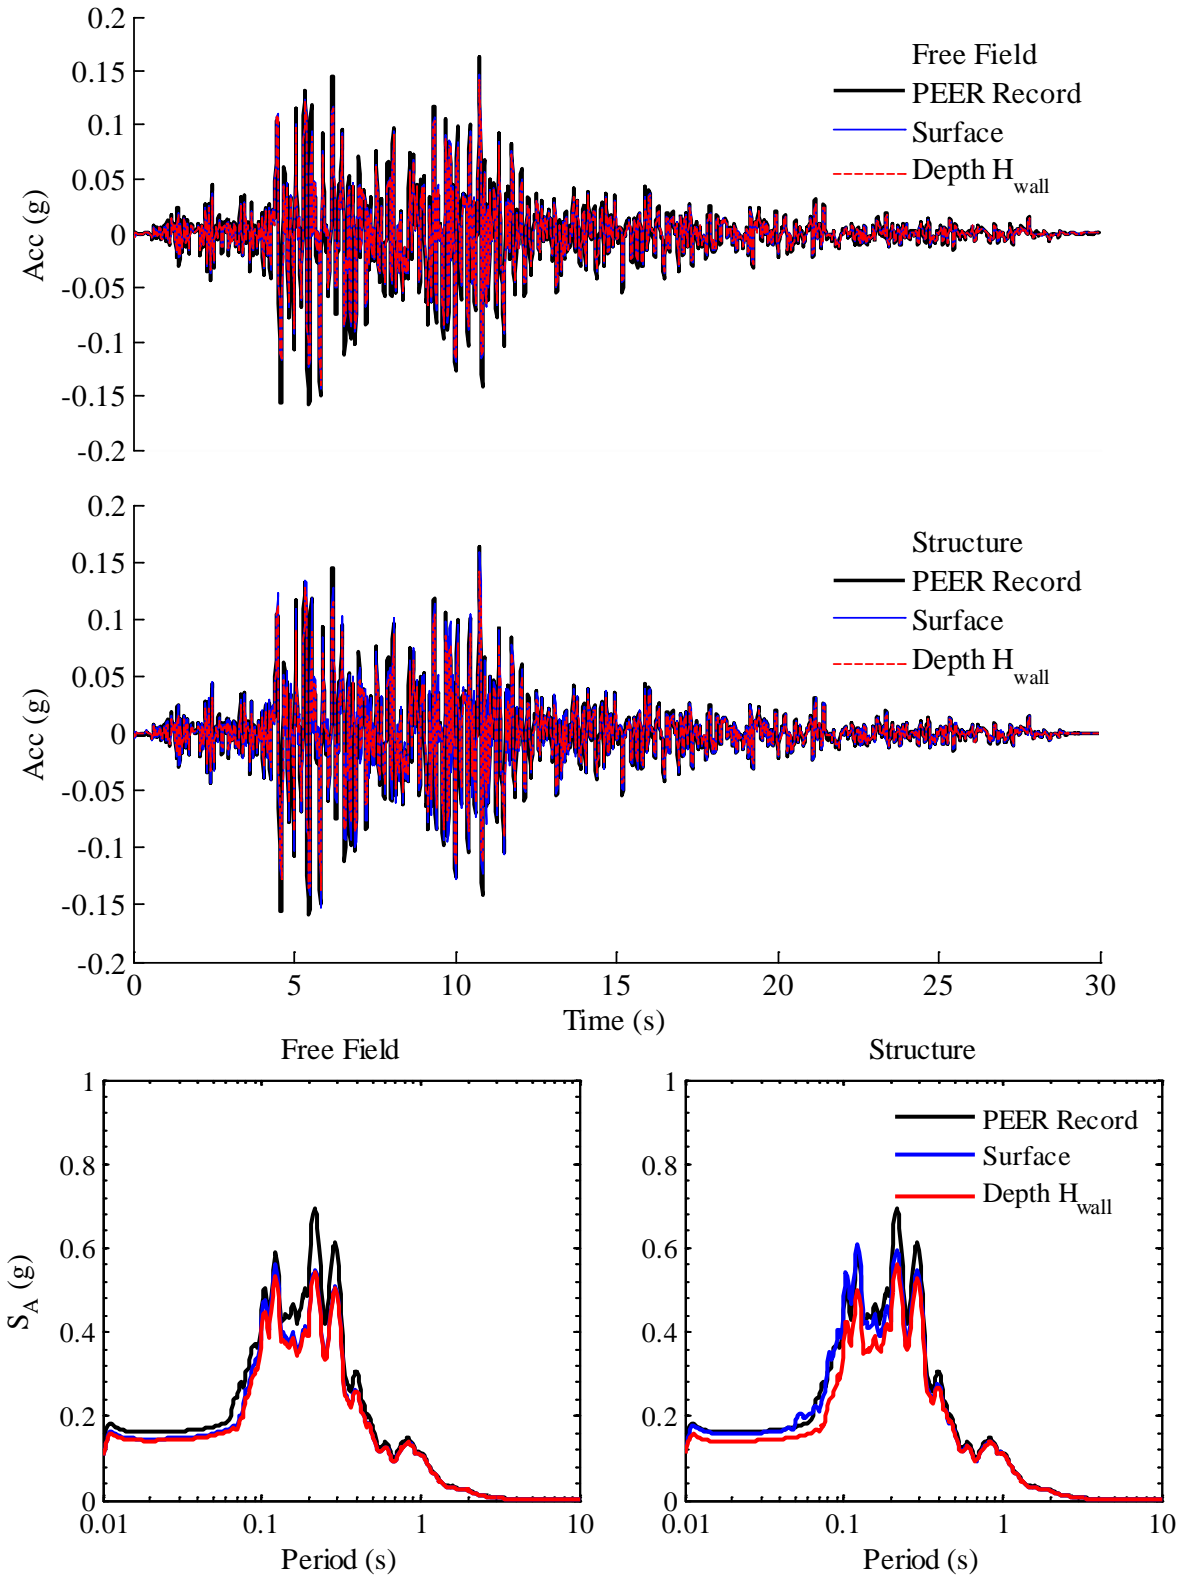 0.2
0.15
0.1
0.05
0
-0.05
-0.1
-0.15
-0.2
Acc (g)
Free Field
PEER Record
Surface
Depth H_wall
0.2
0.15
0.1
0.05
0
-0.05
-0.1
-0.15
-0.2
Acc (g)
Structure
PEER Record
Surface
Depth H_wall
0 5 10 15 20 25 30
Time (s)
Free Field
1
0.8
0.6
0.4
0.2
0
S_A (g)
0.01 0.1 1 10
Period (s)
Structure
1
0.8
0.6
0.4
0.2
0
PEER Record
Surface
Depth H_wall
0.01 0.1 1 10
Period (s)